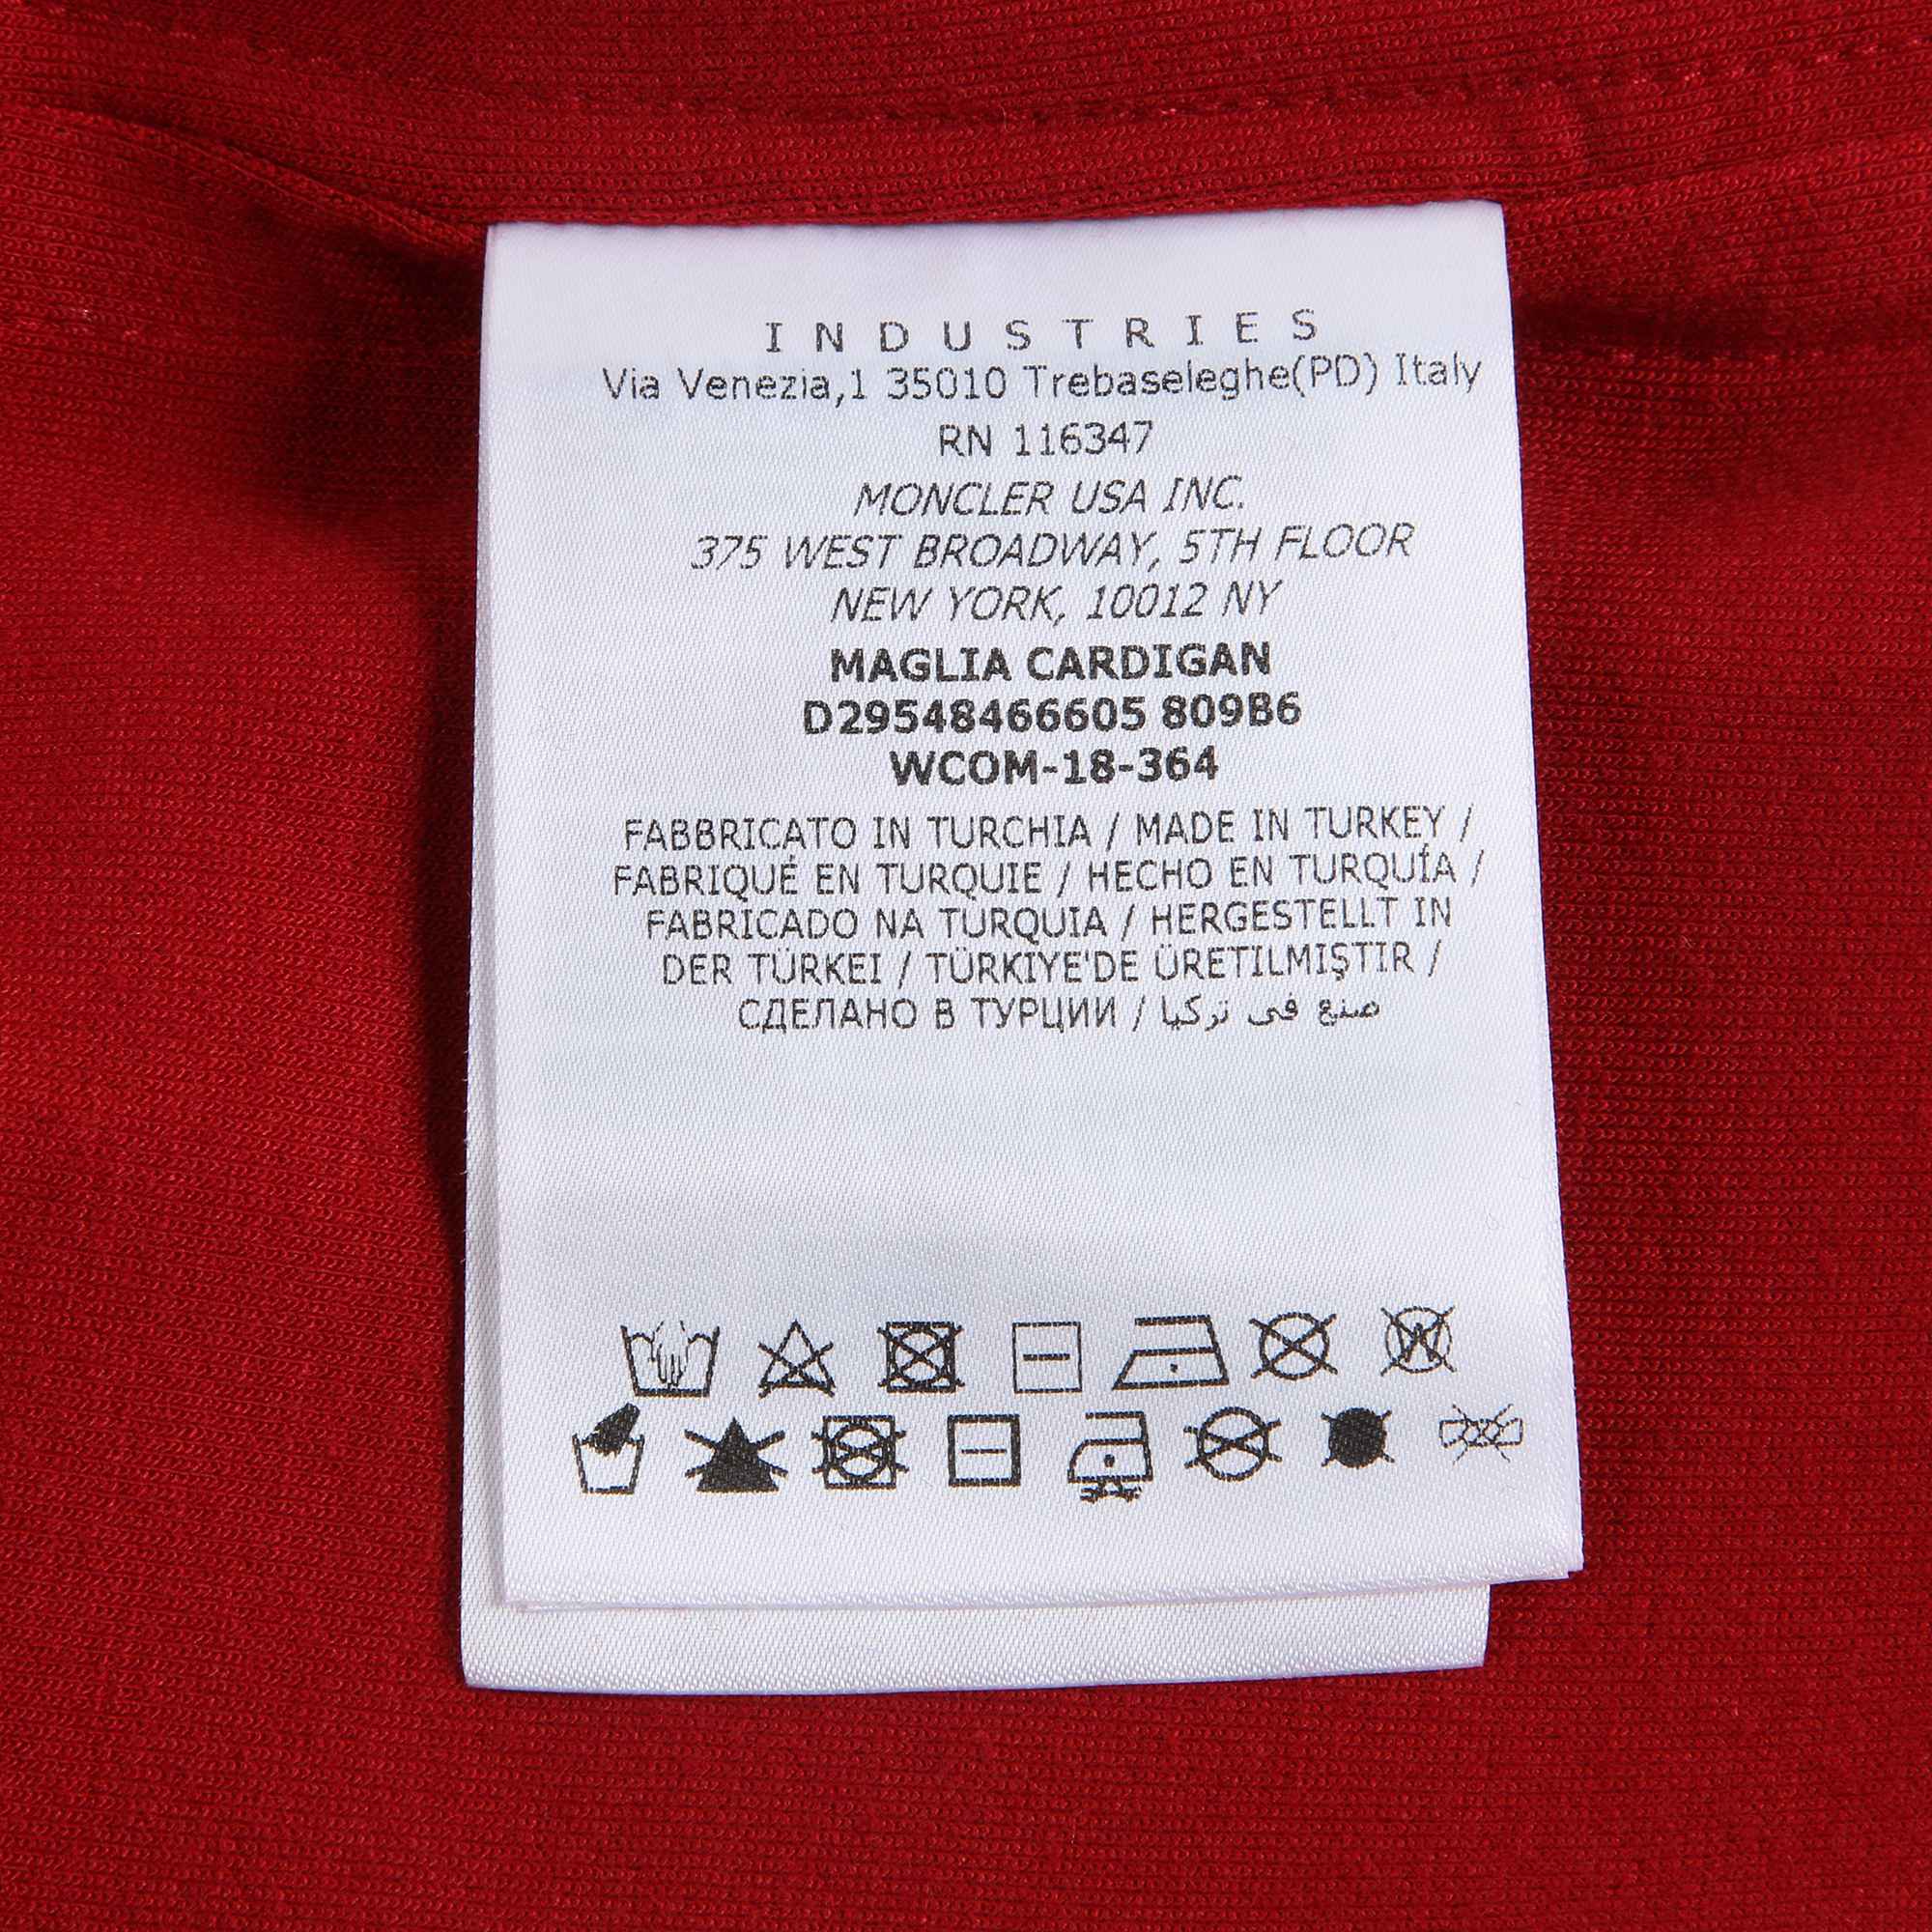 INDUSTRIES
Via Venezia,1 35010 Trebaseleghe(PD) Italy
RN 116347
MONCLER USA INC.
375 WEST BROADWAY, 5TH FLOOR
NEW YORK, 10012 NY
MAGLIA CARDIGAN
D29548466605 809B6
WCOM-18-364
FABBRICATO IN TURCHIA / MADE IN TURKEY /
FABRIQUÉ EN TURQUIE / HECHO EN TURQUÍA /
FABRICADO NA TURQUIA / HERGESTELLT IN
DER TÜRKEI / TÜRKIYE'DE ÜRETILMIŞTIR /
СДЕЛАНО В ТУРЦИИ / صنع في تركيا
W